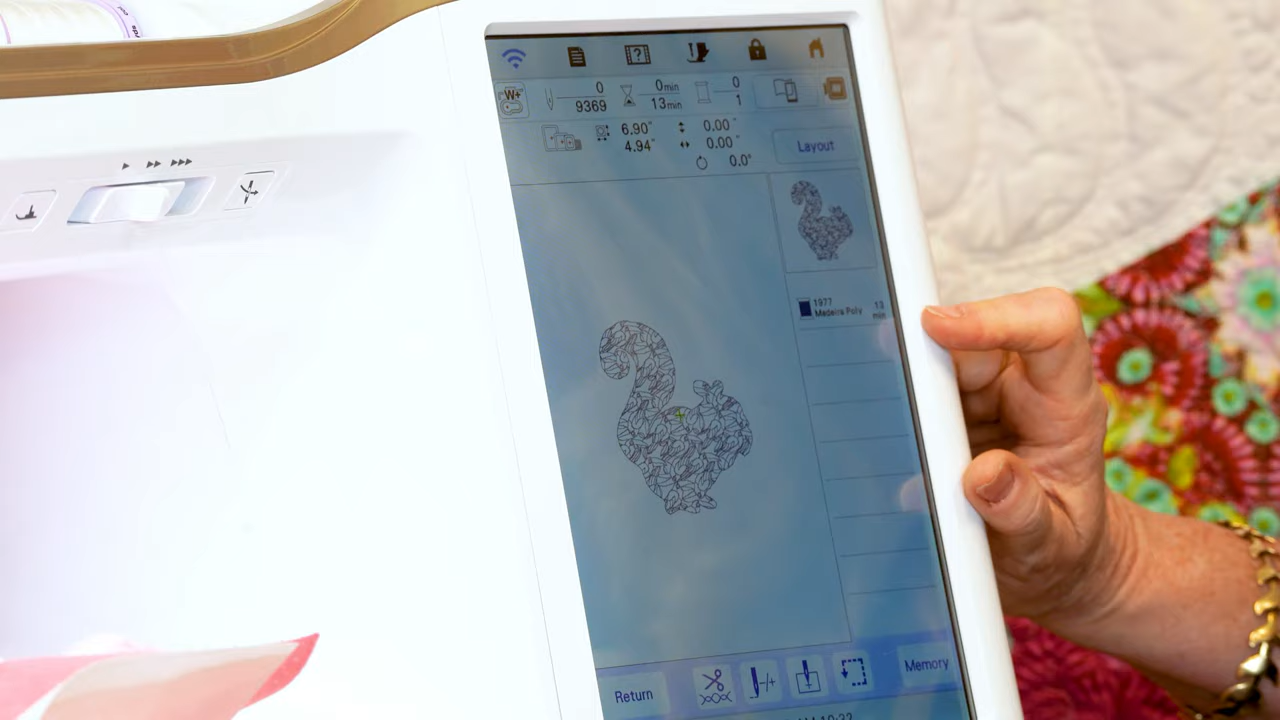 W+
0
9369
0min
13min
0
1
6.90"
4.94"
0.00"
0.00"
0.0°
Layout
1977
Madeira Poly
13
min
Return
Memory